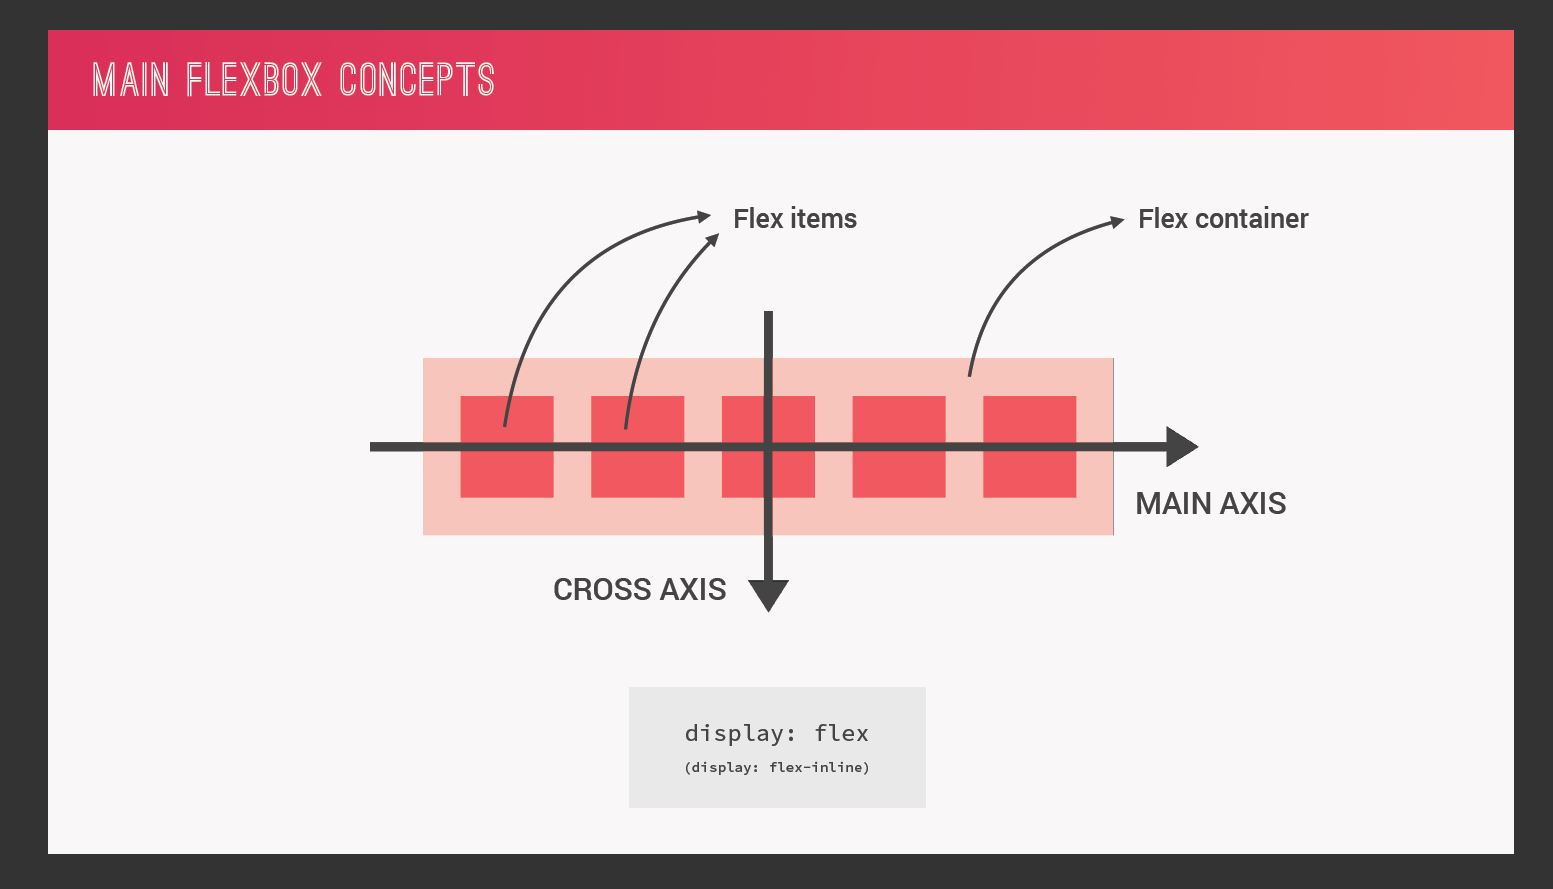 MAIN FLEXBOX CONCEPTS
Flex items
Flex container
MAIN AXIS
CROSS AXIS
display: flex
(display: flex-inline)